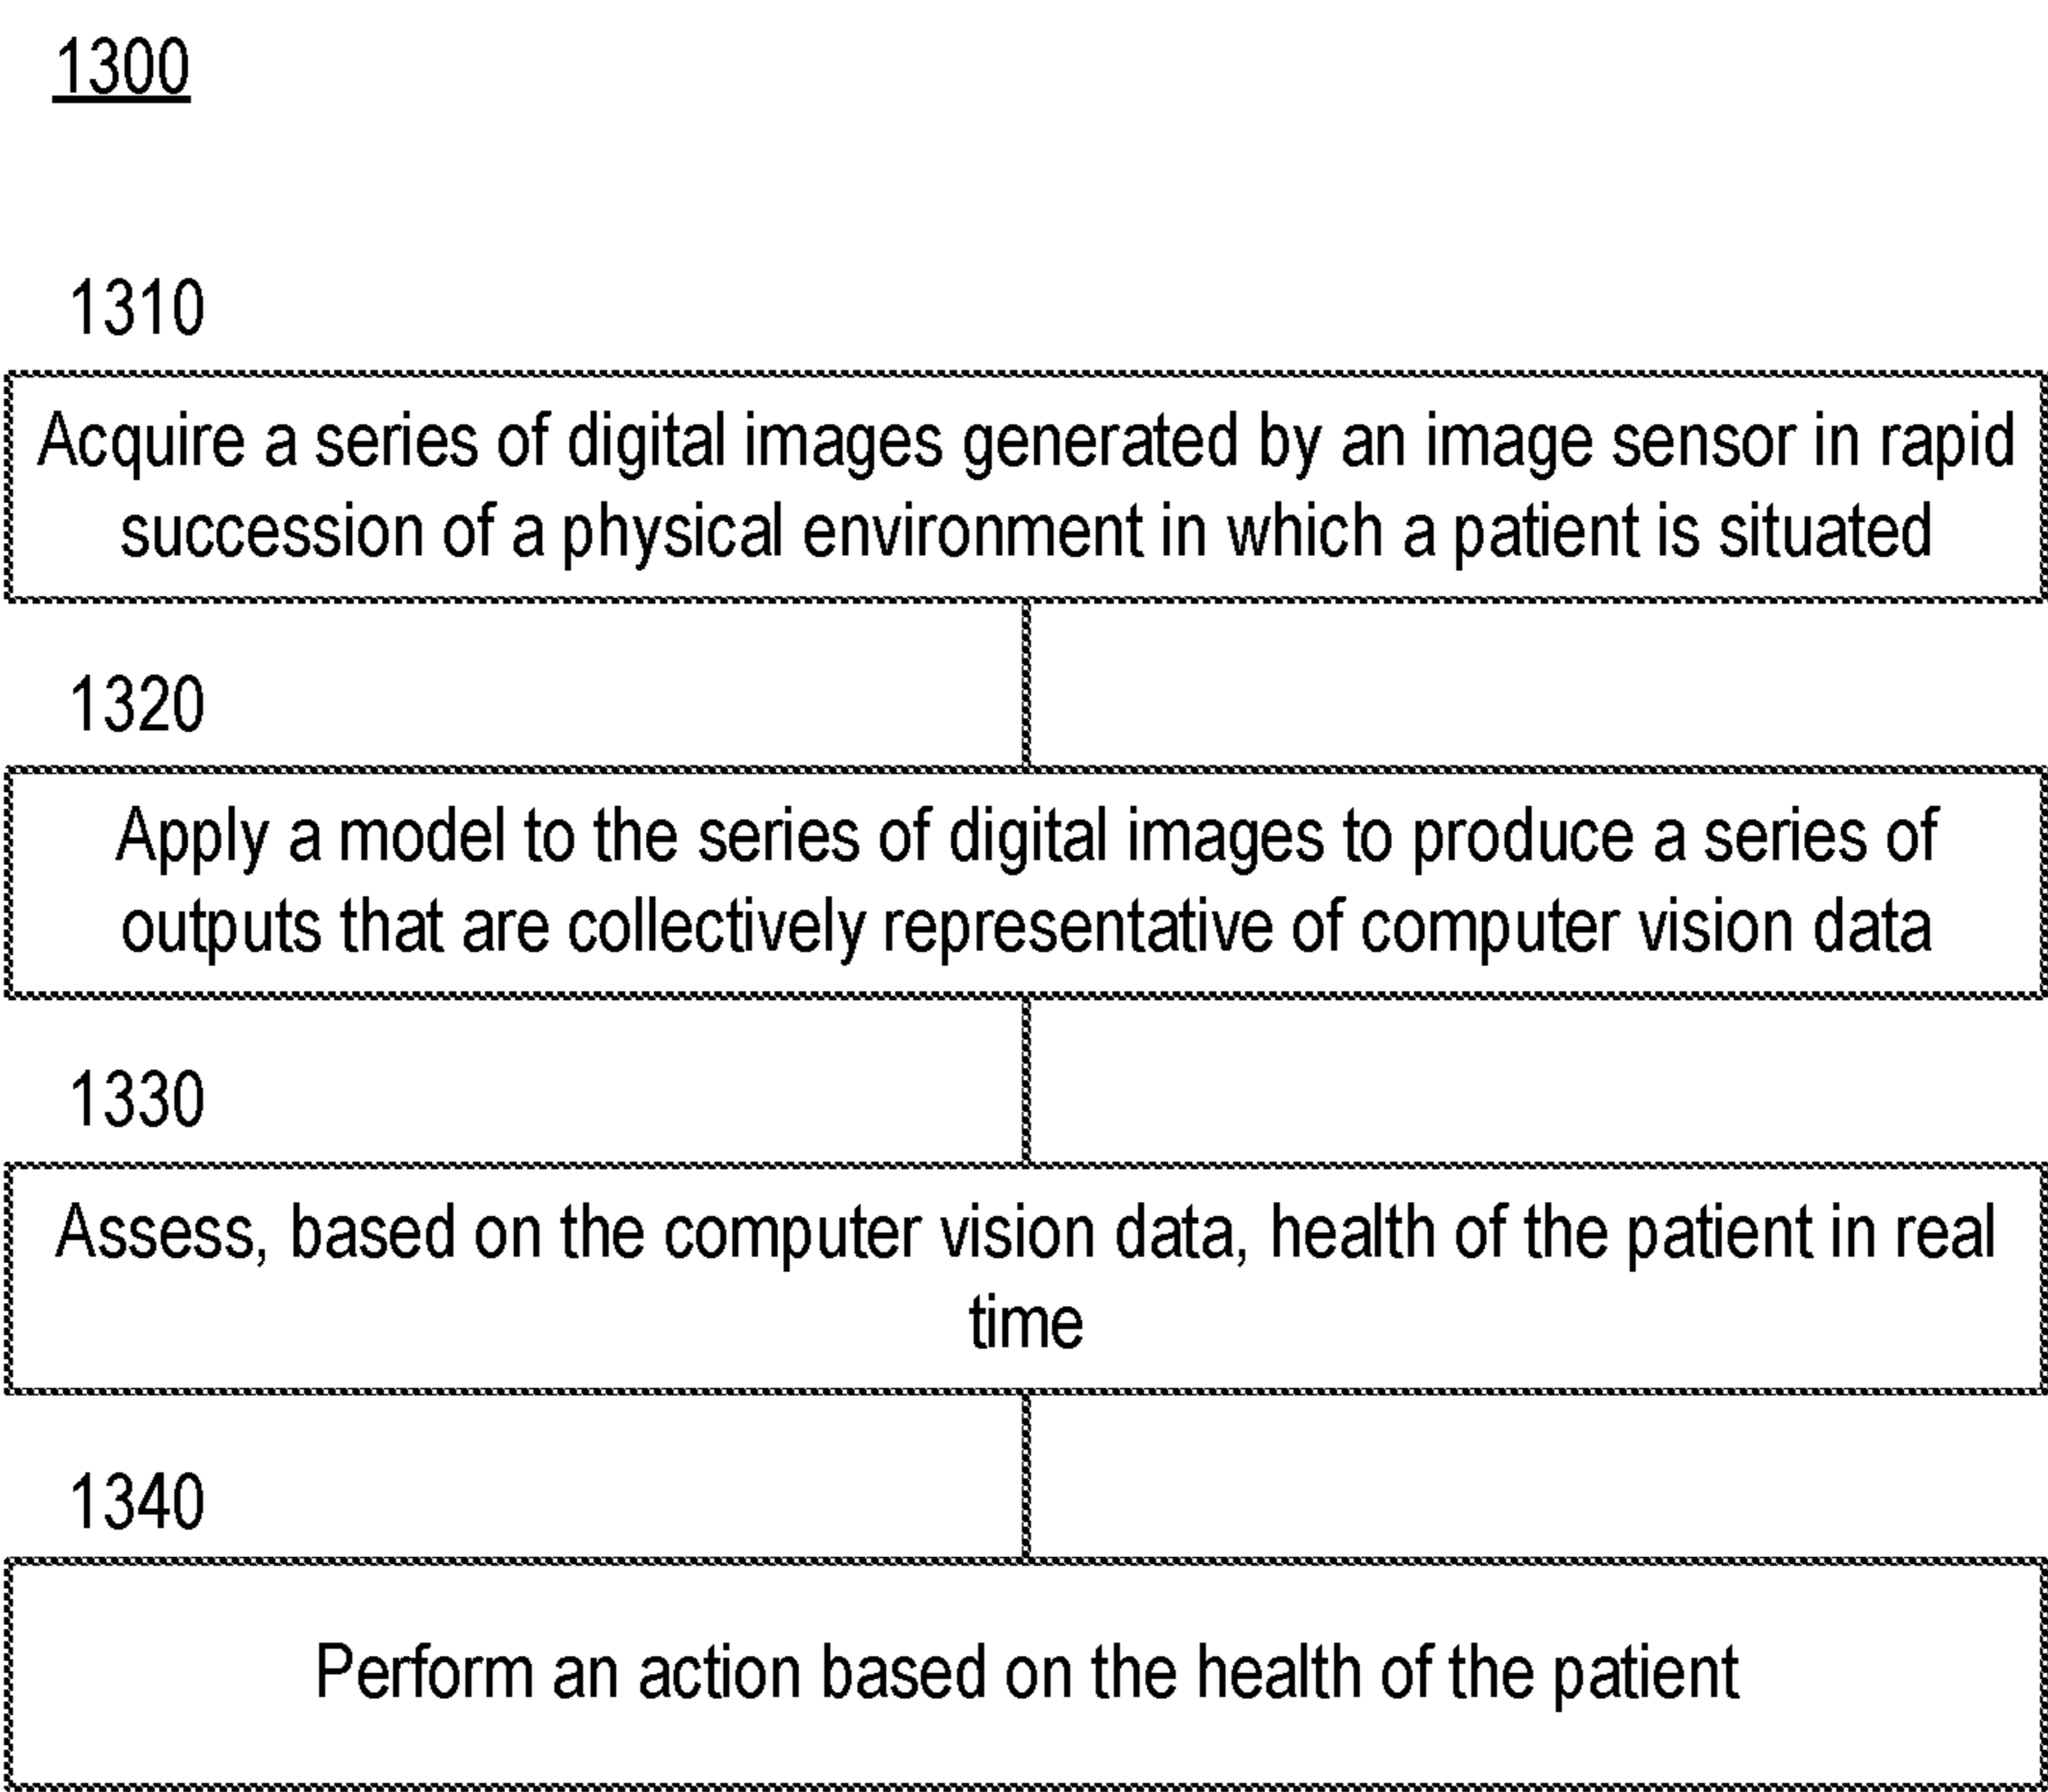 1300
1310
Acquire a series of digital images generated by an image sensor in rapid
succession of a physical environment in which a patient is situated
1320
Apply a model to the series of digital images to produce a series of
outputs that are collectively representative of computer vision data
1330
Assess, based on the computer vision data, health of the patient in real
time
1340
Perform an action based on the health of the patient